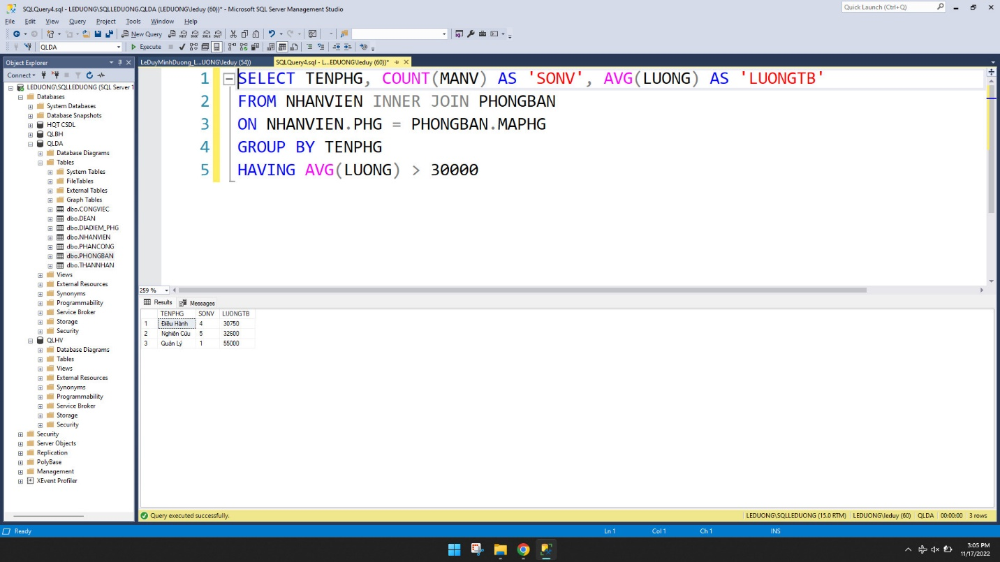 SQLQuery4.sql - LEDUONG\SQLLEDUONG.QLDA (LEDUONG\leduy (60))* - Microsoft SQL Server Management Studio
Quick Launch (Ctrl+Q)
File Edit View Query Project Tools Window Help
New Query
QLDA
Execute
Object Explorer
LeDuyMinhDuong_L...UONG\leduy (54))
SQLQuery4.sql - L...EDUONG\leduy (60))*
Connect
LEDUONG\SQLLEDUONG (SQL Server 1
Databases
System Databases
Database Snapshots
HQT CSDL
QLBH
QLDA
Database Diagrams
Tables
System Tables
FileTables
External Tables
Graph Tables
dbo.CONGVIEC
dbo.DEAN
dbo.DIADIEM_PHG
dbo.NHANVIEN
dbo.PHANCONG
dbo.PHONGBAN
dbo.THANNHAN
Views
External Resources
Synonyms
Programmability
Service Broker
Storage
Security
QLHV
Database Diagrams
Tables
Views
External Resources
Synonyms
Programmability
Service Broker
Storage
Security
Security
Server Objects
Replication
PolyBase
Management
XEvent Profiler
1 SELECT TENPHG, COUNT(MANV) AS 'SONV', AVG(LUONG) AS 'LUONGTB'
2 FROM NHANVIEN INNER JOIN PHONGBAN
3 ON NHANVIEN.PHG = PHONGBAN.MAPHG
4 GROUP BY TENPHG
5 HAVING AVG(LUONG) > 30000
259 %
Results Messages
TENPHG SONV LUONGTB
1 Điều Hành 4 30750
2 Nghiên Cứu 5 32600
3 Quản Lý 1 55000
Query executed successfully.
LEDUONG\SQLLEDUONG (15.0 RTM) LEDUONG\leduy (60) QLDA 00:00:00 3 rows
Ready
Ln 1 Col 1 Ch 1 INS
3:05 PM
11/17/2022